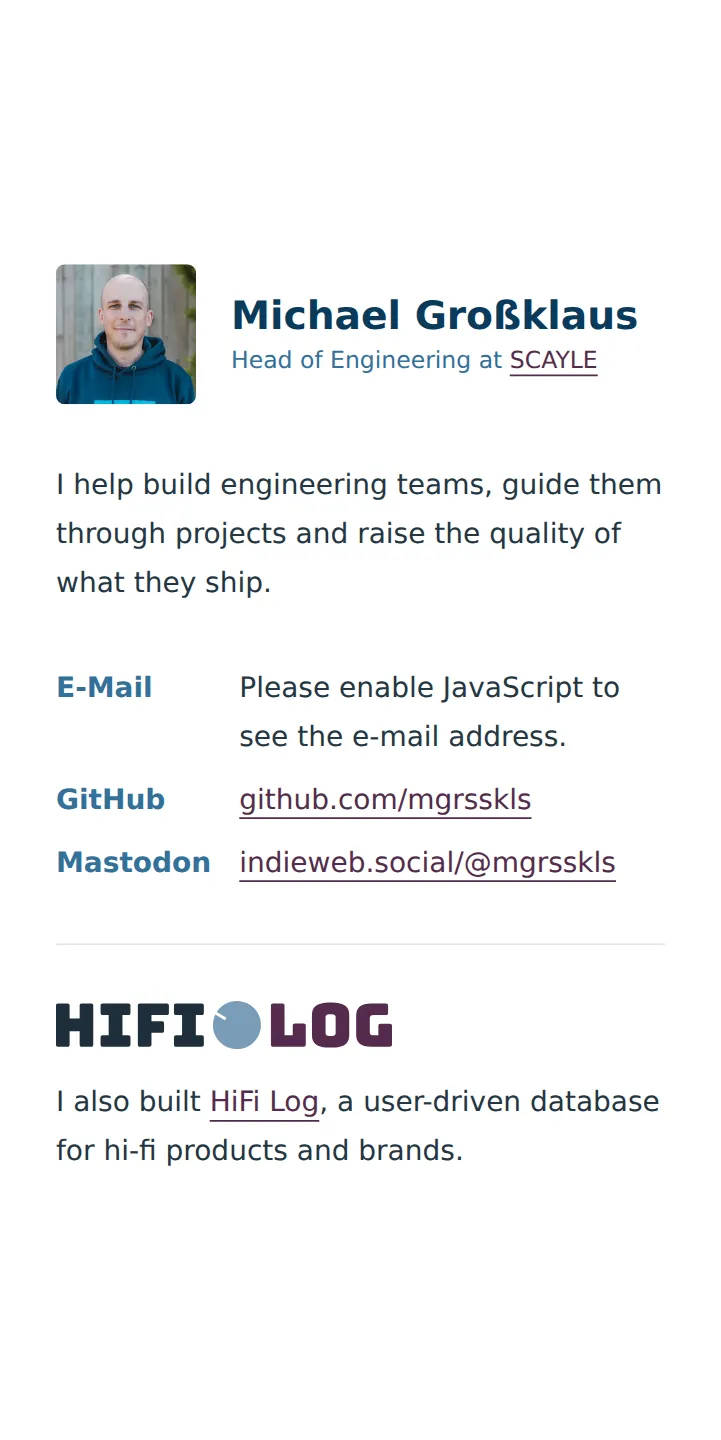 Michael Großklaus
Head of Engineering at SCAYLE
I help build engineering teams, guide them
through projects and raise the quality of
what they ship.
E-Mail Please enable JavaScript to
see the e-mail address.
GitHub github.com/mgrsskls
Mastodon indieweb.social/@mgrsskls
HIFI LOG
I also built HiFi Log, a user-driven database
for hi-fi products and brands.